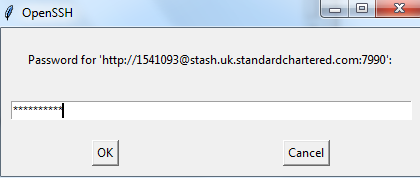 OpenSSH
Password for 'http://1541093@stash.uk.standardchartered.com:7990':
**********
OK Cancel